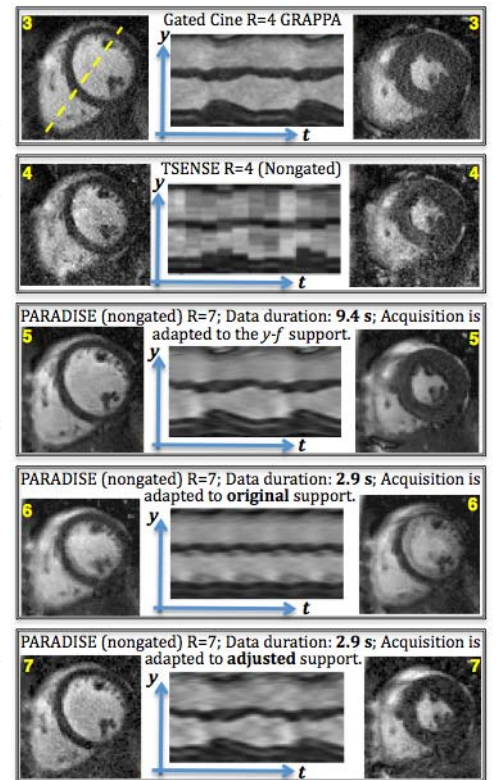 Gated Cine R=4 GRAPPA
3
3
y
t
TSENSE R=4 (Nongated)
4
4
y
t
PARADISE (nongated) R=7; Data duration: 9.4 s; Acquisition is
adapted to the y-f support.
5
5
y
t
PARADISE (nongated) R=7; Data duration: 2.9 s; Acquisition is
adapted to original support.
6
6
y
t
PARADISE (nongated) R=7; Data duration: 2.9 s; Acquisition is
adapted to adjusted support.
7
7
y
t